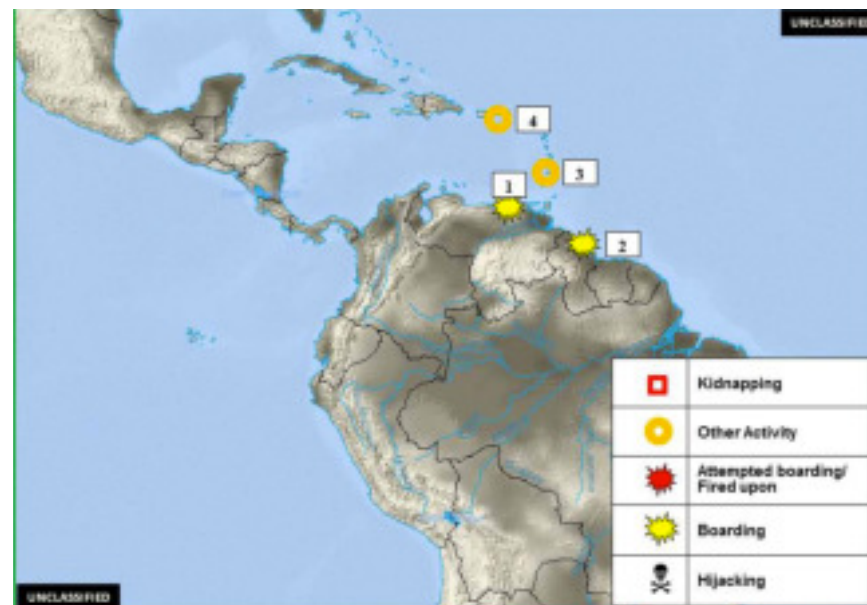 UNCLASSIFIED
4
3
1
2
Kidnapping
Other Activity
Attempted boarding/
Fired upon
Boarding
Hijacking
UNCLASSIFIED